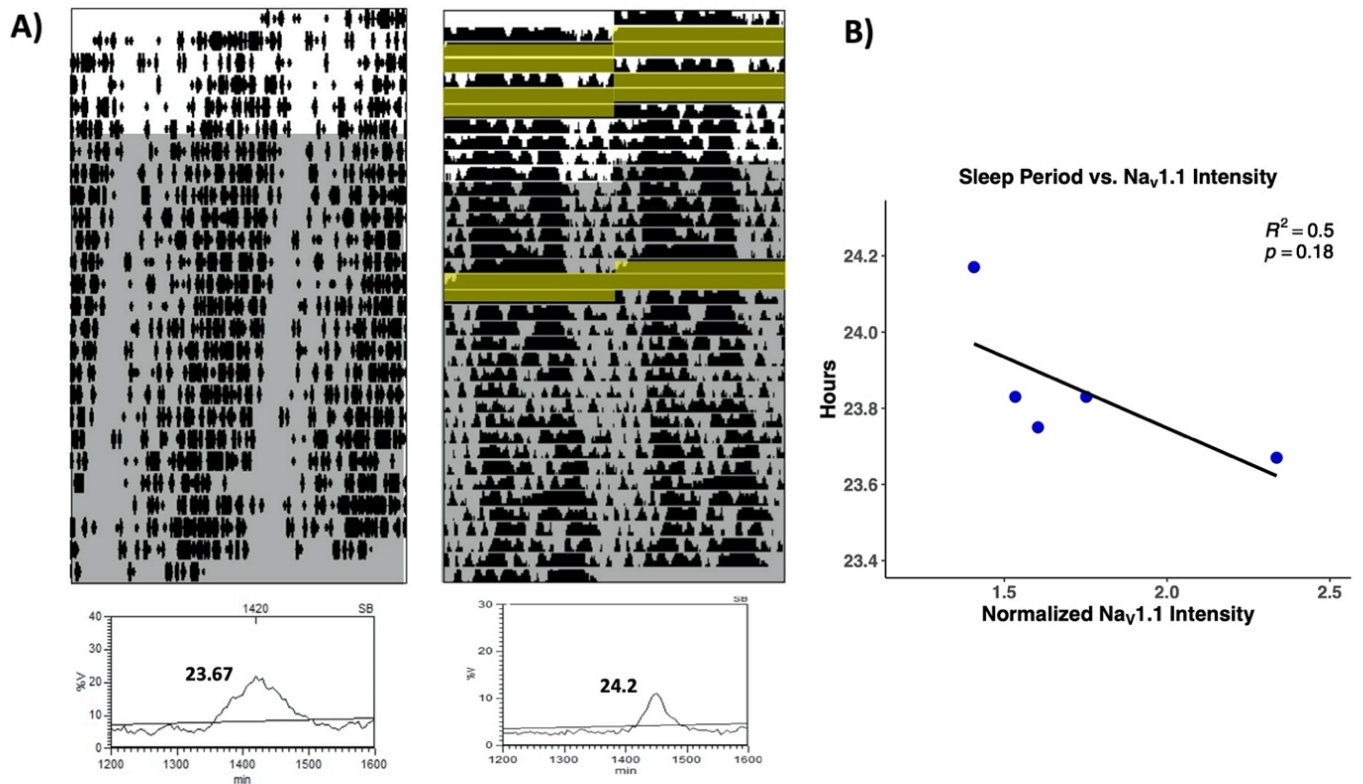 A)
B)
Sleep Period vs. Naᵥ1.1 Intensity
R² = 0.5
p = 0.18
24.2
24.0
23.8
23.6
23.4
Hours
1.5
2.0
2.5
Normalized Naᵥ1.1 Intensity
1420
SB
40
30
20
10
0
%V
23.67
1200
1300
1400
1500
1600
min
SB
30
20
10
0
%V
24.2
1200
1300
1400
1500
1600
min